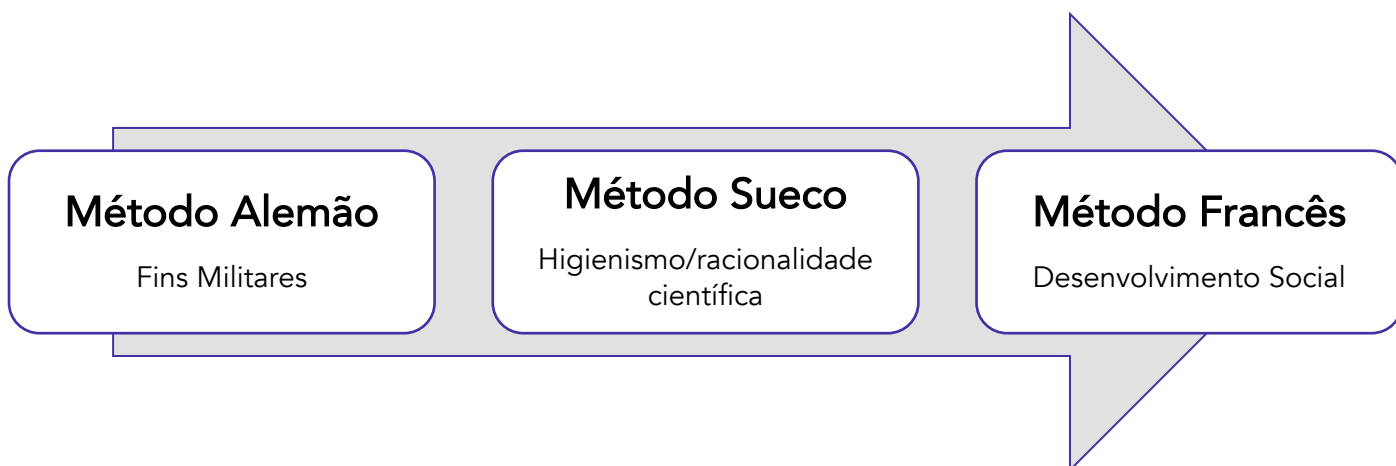 Método Alemão
Fins Militares
Método Sueco
Higienismo/racionalidade
científica
Método Francês
Desenvolvimento Social